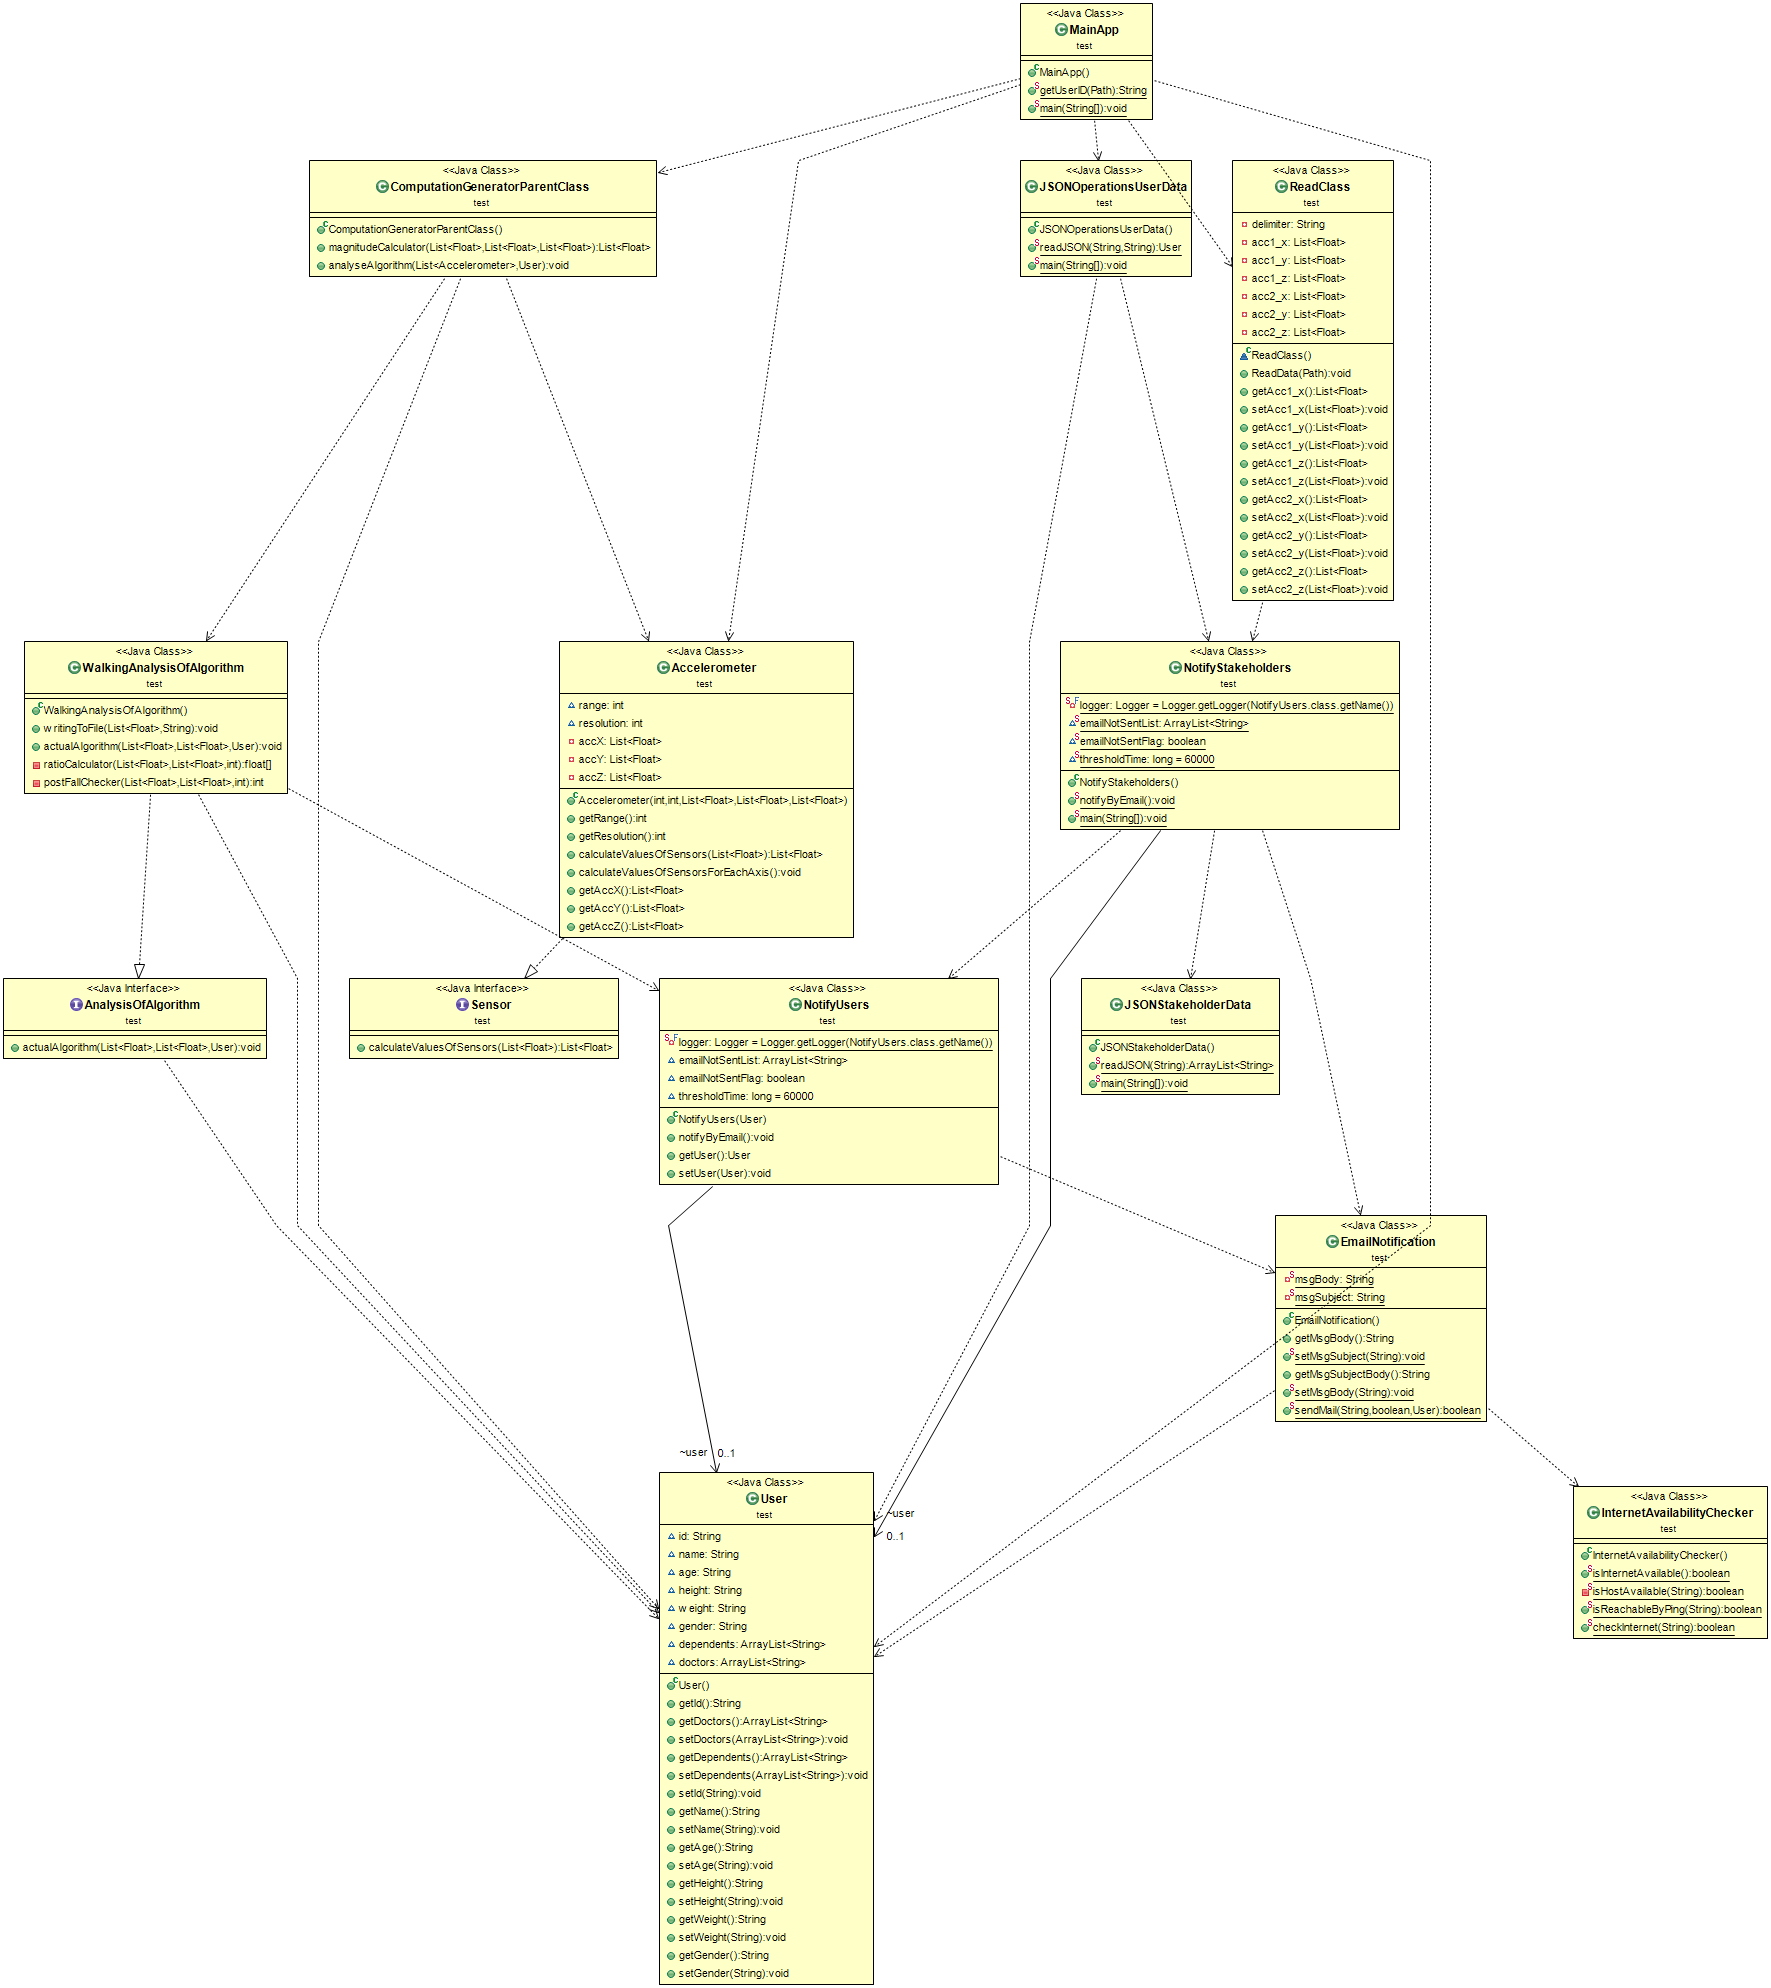 <<Java Class>>
MainApp
test
MainApp()
getUserID(Path):String
main(String[]):void
<<Java Class>>
ComputationGeneratorParentClass
test
ComputationGeneratorParentClass()
magnitudeCalculator(List<Float>,List<Float>,List<Float>):List<Float>
analyseAlgorithm(List<Accelerometer>,User):void
<<Java Class>>
JSONOperationsUserData
test
JSONOperationsUserData()
readJSON(String,String):User
main(String[]):void
<<Java Class>>
ReadClass
test
delimiter: String
acc1_x: List<Float>
acc1_y: List<Float>
acc1_z: List<Float>
acc2_x: List<Float>
acc2_y: List<Float>
acc2_z: List<Float>
ReadClass()
ReadData(Path):void
getAcc1_x():List<Float>
setAcc1_x(List<Float>):void
getAcc1_y():List<Float>
setAcc1_y(List<Float>):void
getAcc1_z():List<Float>
setAcc1_z(List<Float>):void
getAcc2_x():List<Float>
setAcc2_x(List<Float>):void
getAcc2_y():List<Float>
setAcc2_y(List<Float>):void
getAcc2_z():List<Float>
setAcc2_z(List<Float>):void
<<Java Class>>
WalkingAnalysisOfAlgorithm
test
WalkingAnalysisOfAlgorithm()
writingToFile(List<Float>,String):void
actualAlgorithm(List<Float>,List<Float>,User):void
ratioCalculator(List<Float>,List<Float>,int):float[]
postFallChecker(List<Float>,List<Float>,int):int
<<Java Class>>
Accelerometer
test
range: int
resolution: int
accX: List<Float>
accY: List<Float>
accZ: List<Float>
Accelerometer(int,int,List<Float>,List<Float>,List<Float>)
getRange():int
getResolution():int
calculateValuesOfSensors(List<Float>):List<Float>
calculateValuesOfSensorsForEachAxis():void
getAccX():List<Float>
getAccY():List<Float>
getAccZ():List<Float>
<<Java Class>>
NotifyStakeholders
test
logger: Logger = Logger.getLogger(NotifyUsers.class.getName())
emailNotSentList: ArrayList<String>
emailNotSentFlag: boolean
thresholdTime: long = 60000
NotifyStakeholders()
notifyByEmail():void
main(String[]):void
<<Java Interface>>
AnalysisOfAlgorithm
test
actualAlgorithm(List<Float>,List<Float>,User):void
<<Java Interface>>
Sensor
test
calculateValuesOfSensors(List<Float>):List<Float>
<<Java Class>>
NotifyUsers
test
logger: Logger = Logger.getLogger(NotifyUsers.class.getName())
emailNotSentList: ArrayList<String>
emailNotSentFlag: boolean
thresholdTime: long = 60000
NotifyUsers(User)
notifyByEmail():void
getUser():User
setUser(User):void
<<Java Class>>
JSONStakeholderData
test
JSONStakeholderData()
readJSON(String):ArrayList<String>
main(String[]):void
<<Java Class>>
EmailNotification
test
msgBody: String
msgSubject: String
EmailNotification()
getMsgBody():String
setMsgSubject(String):void
getMsgSubjectBody():String
setMsgBody(String):void
sendMail(String,boolean,User):boolean
~user 0..1
~user
0..1
<<Java Class>>
User
test
id: String
name: String
age: String
height: String
weight: String
gender: String
dependents: ArrayList<String>
doctors: ArrayList<String>
User()
getId():String
getDoctors():ArrayList<String>
setDoctors(ArrayList<String>):void
getDependents():ArrayList<String>
setDependents(ArrayList<String>):void
setId(String):void
getName():String
setName(String):void
getAge():String
setAge(String):void
getHeight():String
setHeight(String):void
getWeight():String
setWeight(String):void
getGender():String
setGender(String):void
<<Java Class>>
InternetAvailabilityChecker
test
InternetAvailabilityChecker()
isInternetAvailable():boolean
isHostAvailable(String):boolean
isReachableByPing(String):boolean
checkInternet(String):boolean